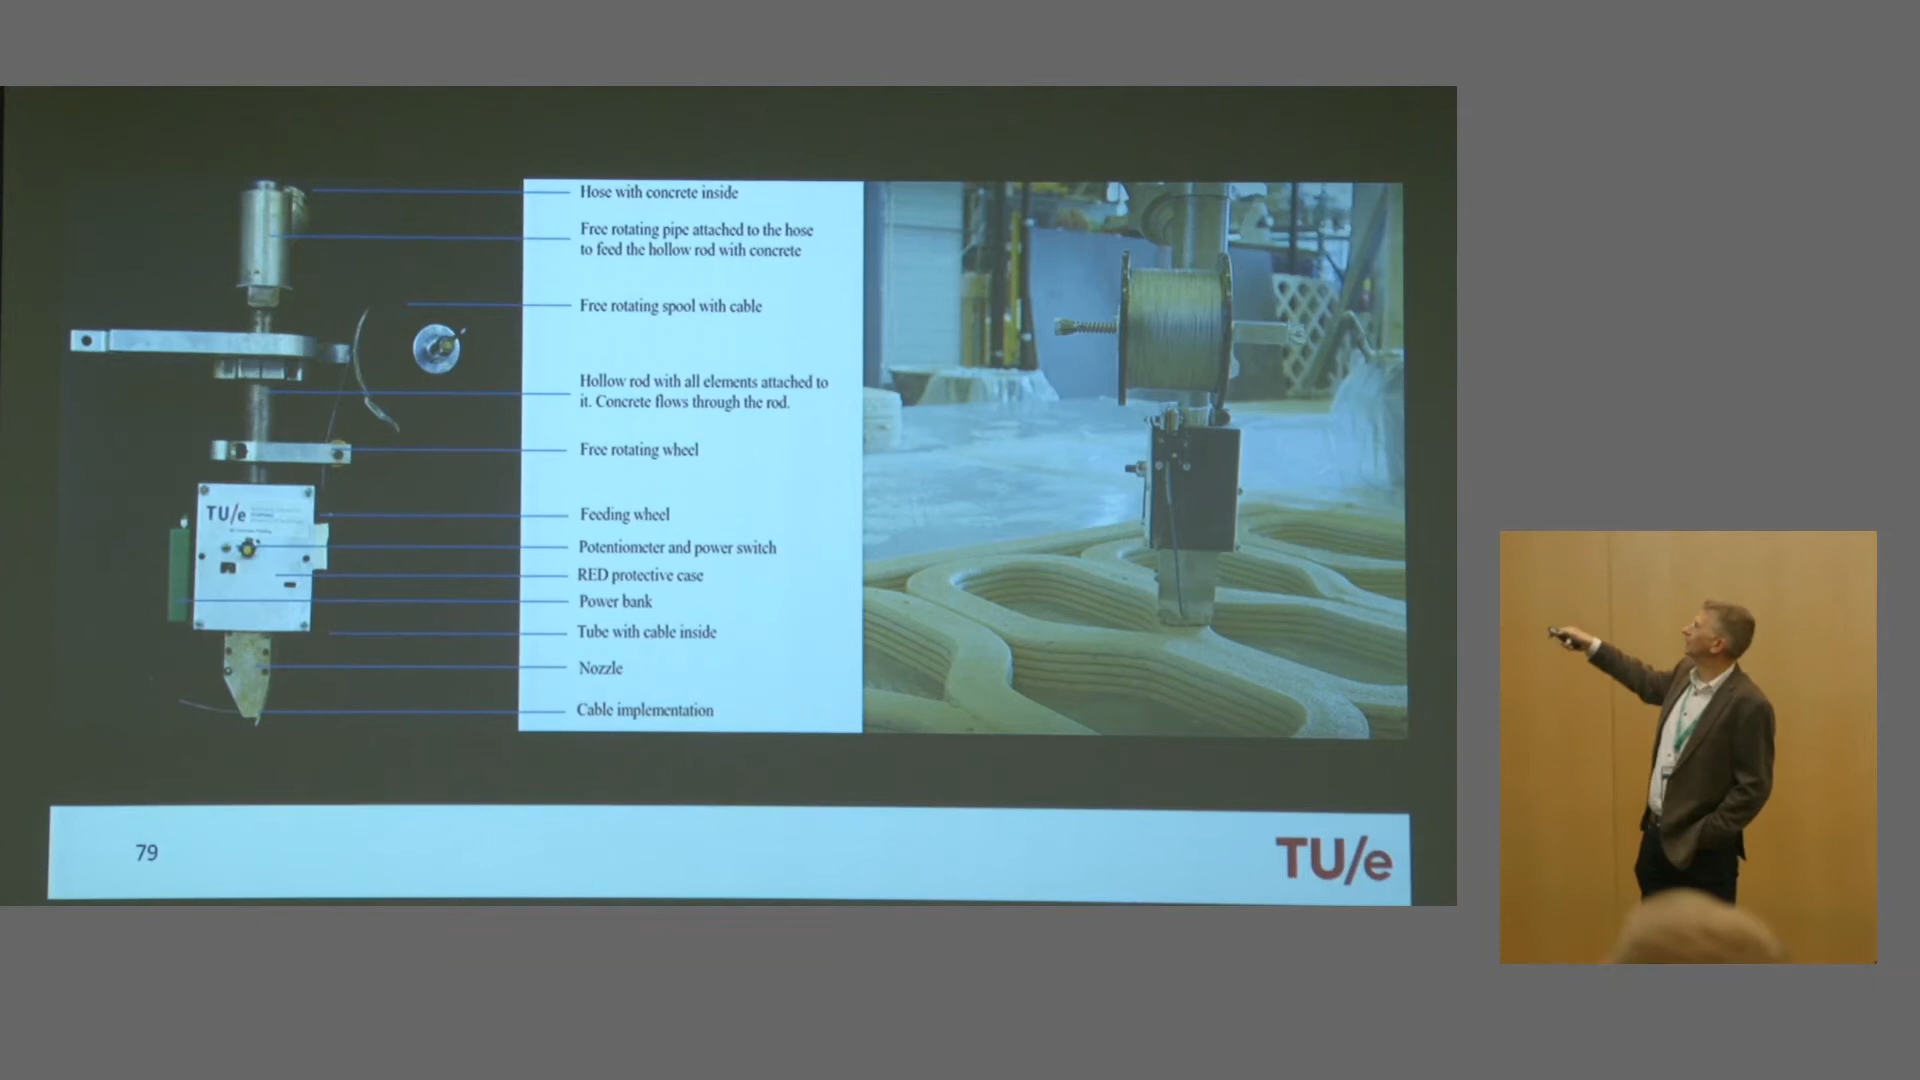 Hose with concrete inside
Free rotating pipe attached to the hose
to feed the hollow rod with concrete
Free rotating spool with cable
Hollow rod with all elements attached to
it. Concrete flows through the rod.
Free rotating wheel
TU/e
Feeding wheel
Potentiometer and power switch
RED protective case
Power bank
Tube with cable inside
Nozzle
Cable implementation
79
TU/e